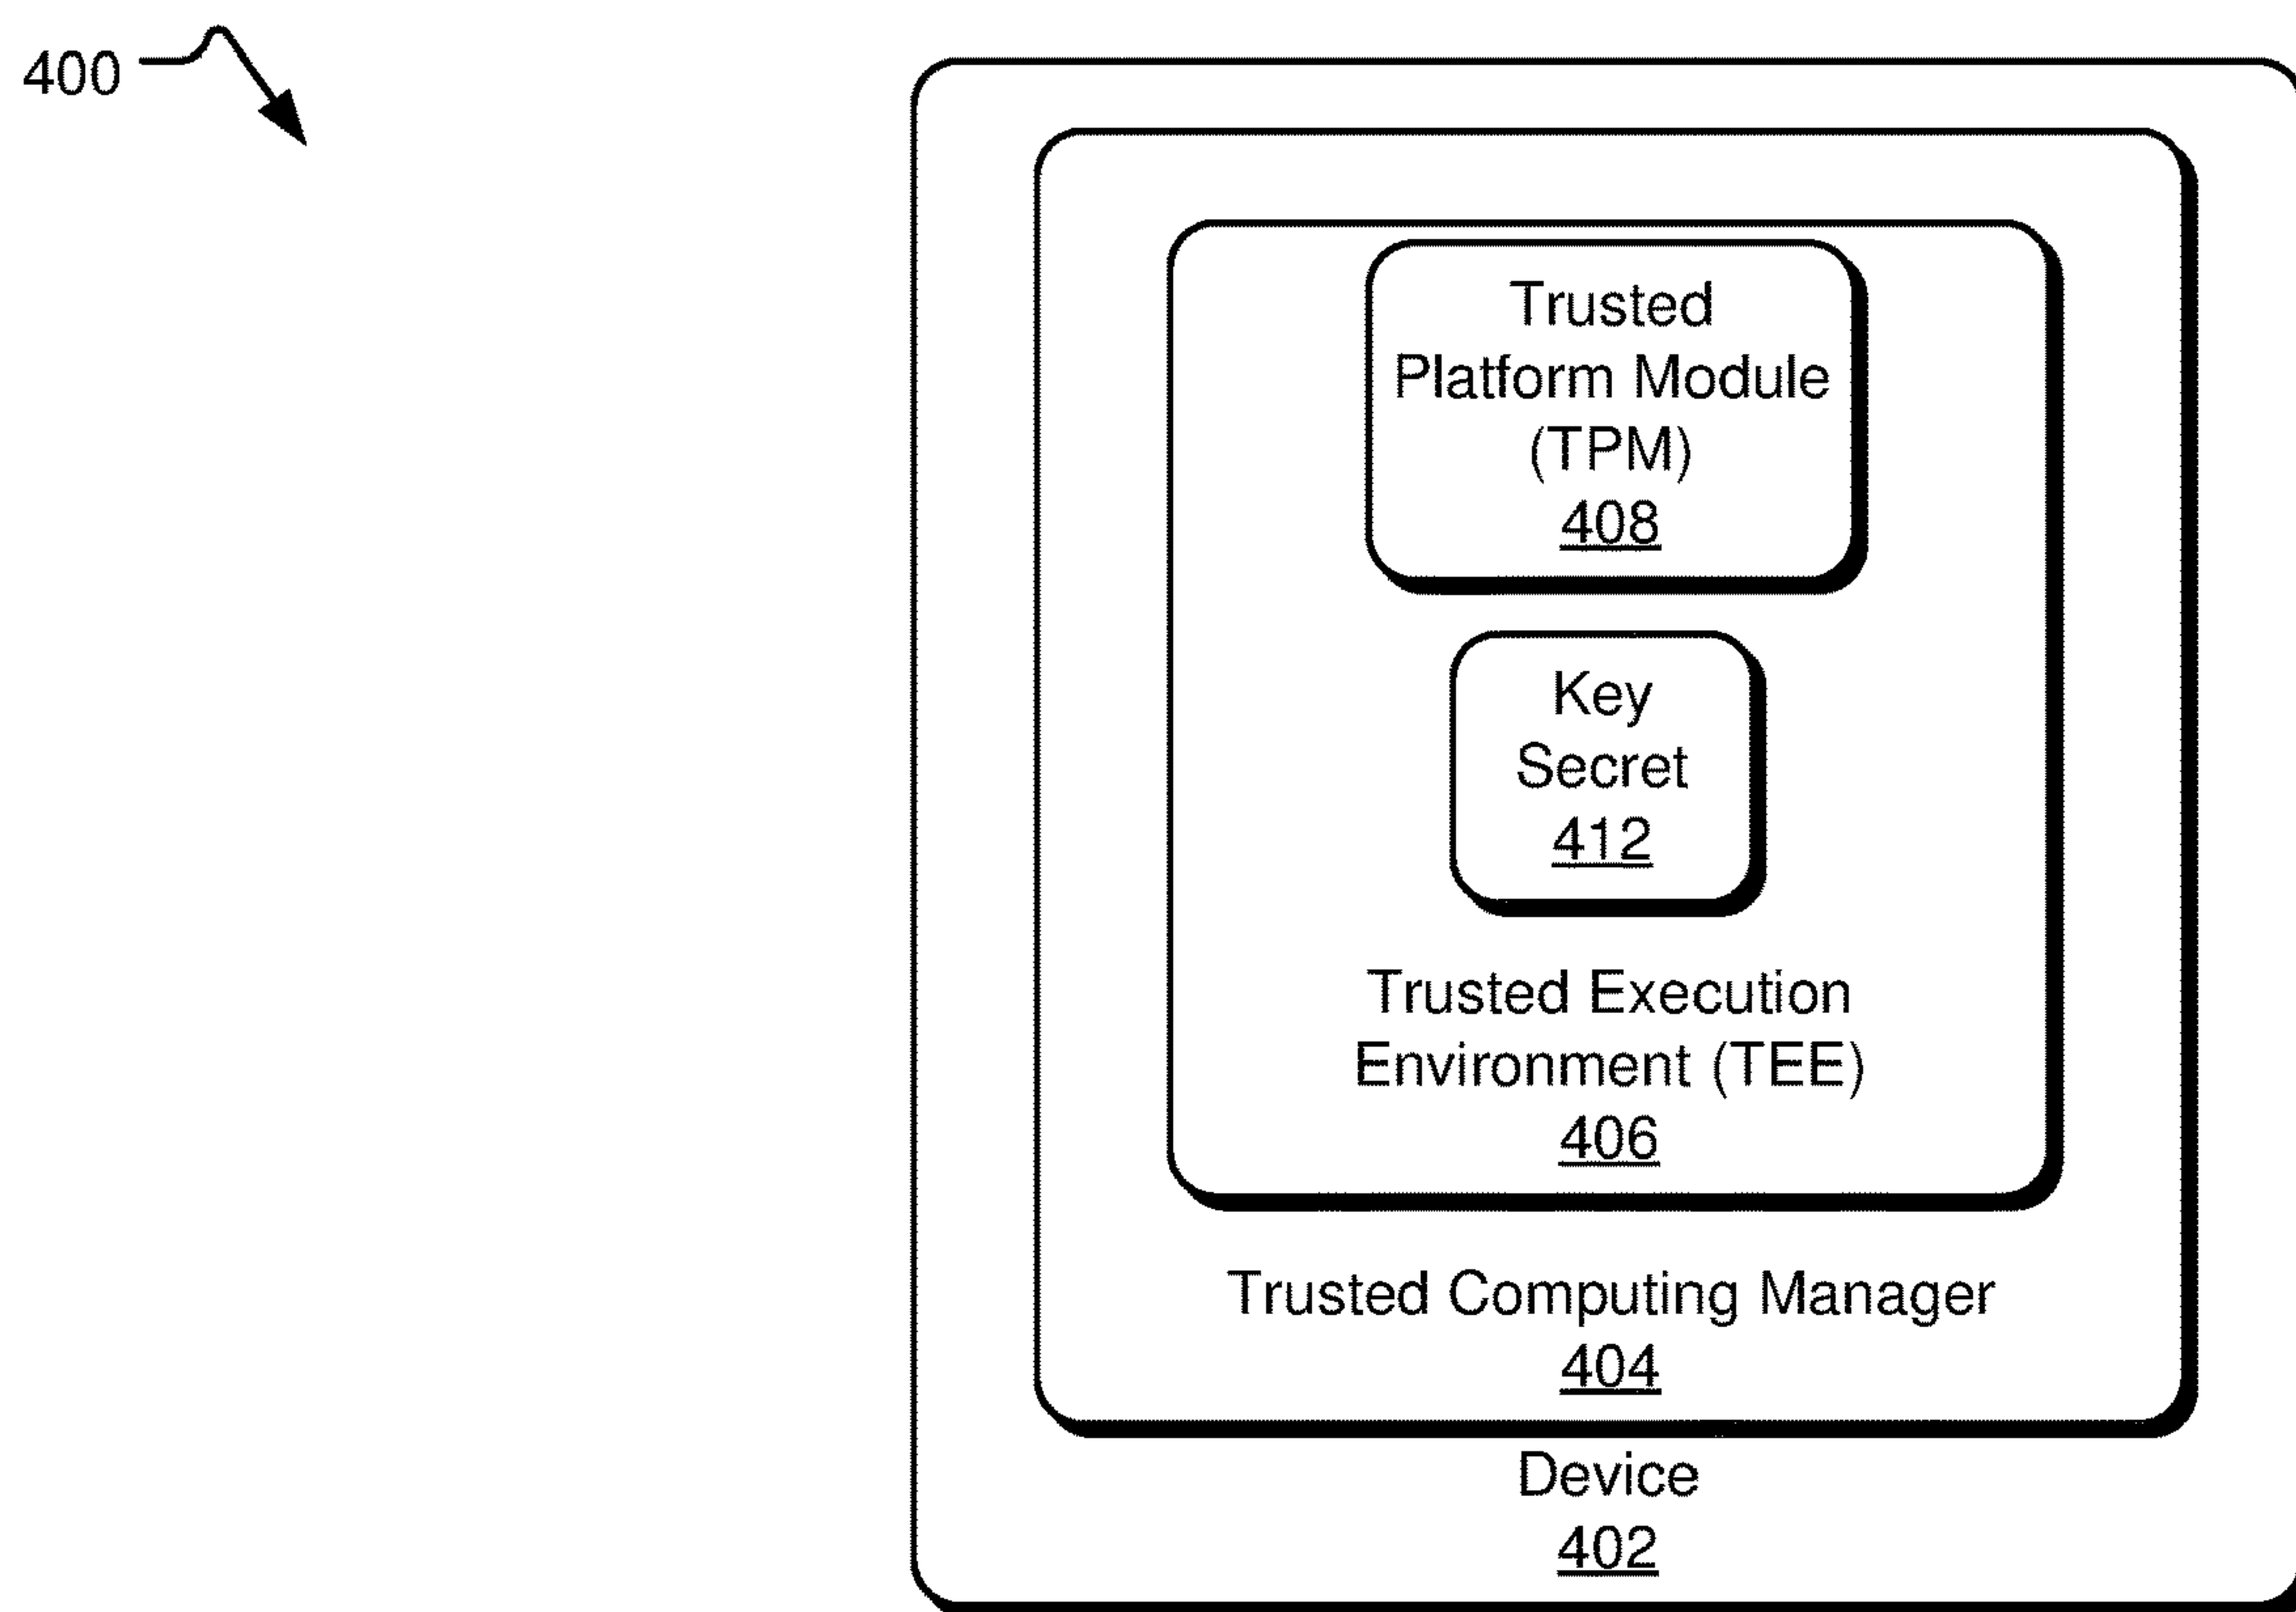 400
Trusted
Platform Module
(TPM)
408
Key
Secret
412
Trusted Execution
Environment (TEE)
406
Trusted Computing Manager
404
Device
402